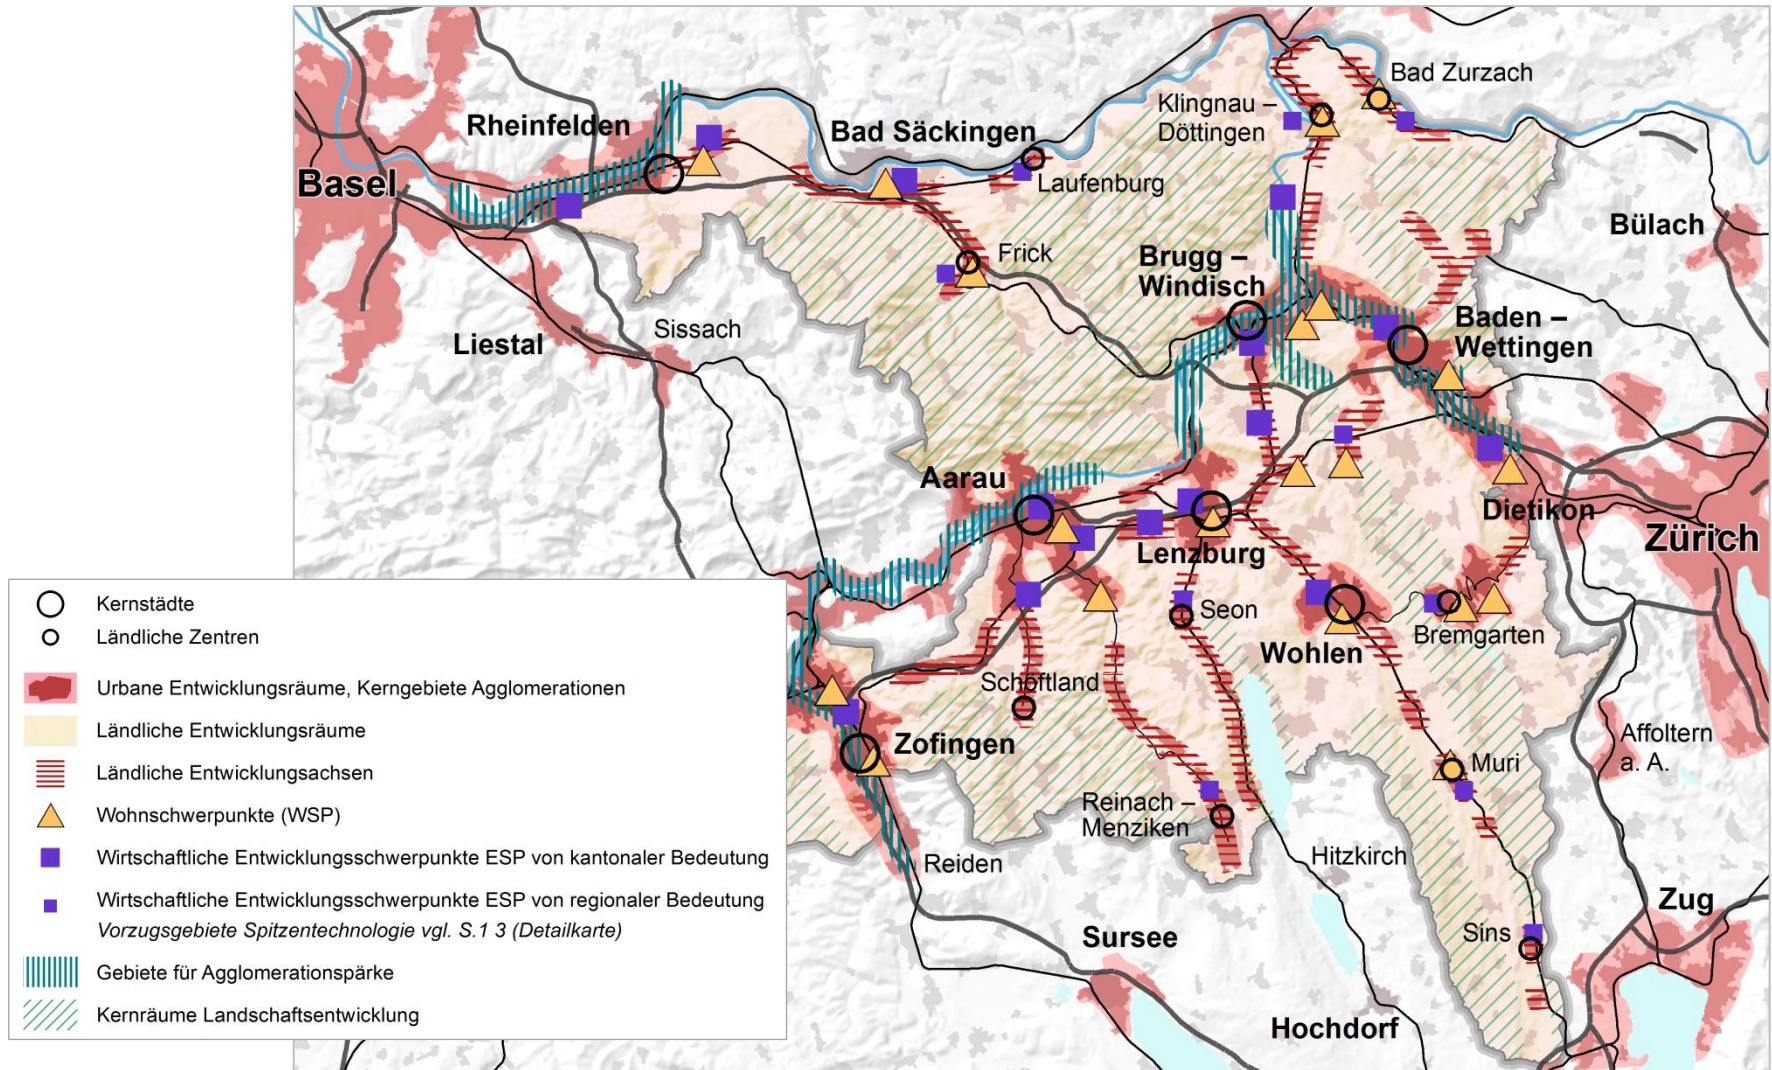 Bad Zurzach
Klingnau –
Döttingen
Rheinfelden
Bad Säckingen
Basel
Laufenburg
Bülach
Frick
Brugg –
Windisch
Sissach
Liestal
Baden –
Wettingen
Aarau
Dietikon
Lenzburg
Zürich
Seon
Bremgarten
Wohlen
Schöftland
Zofingen
Affoltern
a. A.
Muri
Reinach –
Menziken
Reiden
Hitzkirch
Zug
Sins
Sursee
Hochdorf
Kernstädte
Ländliche Zentren
Urbane Entwicklungsräume, Kerngebiete Agglomerationen
Ländliche Entwicklungsräume
Ländliche Entwicklungsachsen
Wohnschwerpunkte (WSP)
Wirtschaftliche Entwicklungsschwerpunkte ESP von kantonaler Bedeutung
Wirtschaftliche Entwicklungsschwerpunkte ESP von regionaler Bedeutung
Vorzugsgebiete Spitzentechnologie vgl. S.1 3 (Detailkarte)
Gebiete für Agglomerationspärke
Kernräume Landschaftsentwicklung